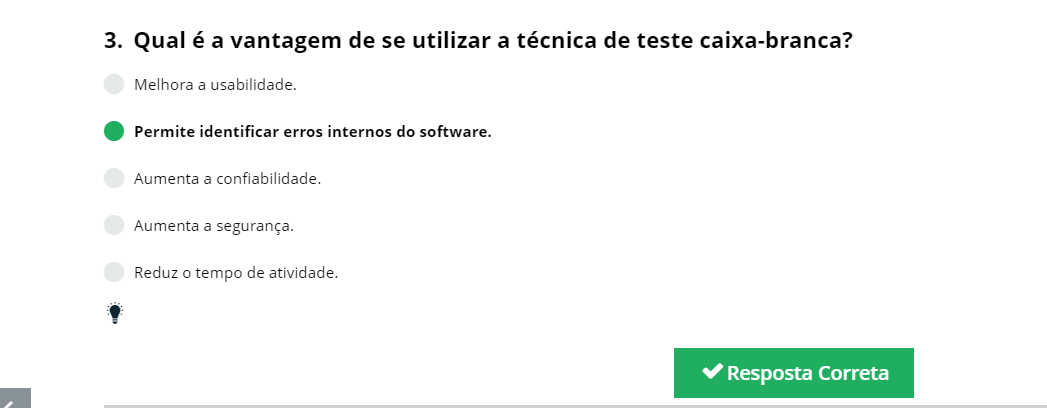 3. Qual é a vantagem de se utilizar a técnica de teste caixa-branca?
Melhora a usabilidade.
Permite identificar erros internos do software.
Aumenta a confiabilidade.
Aumenta a segurança.
Reduz o tempo de atividade.
Resposta Correta